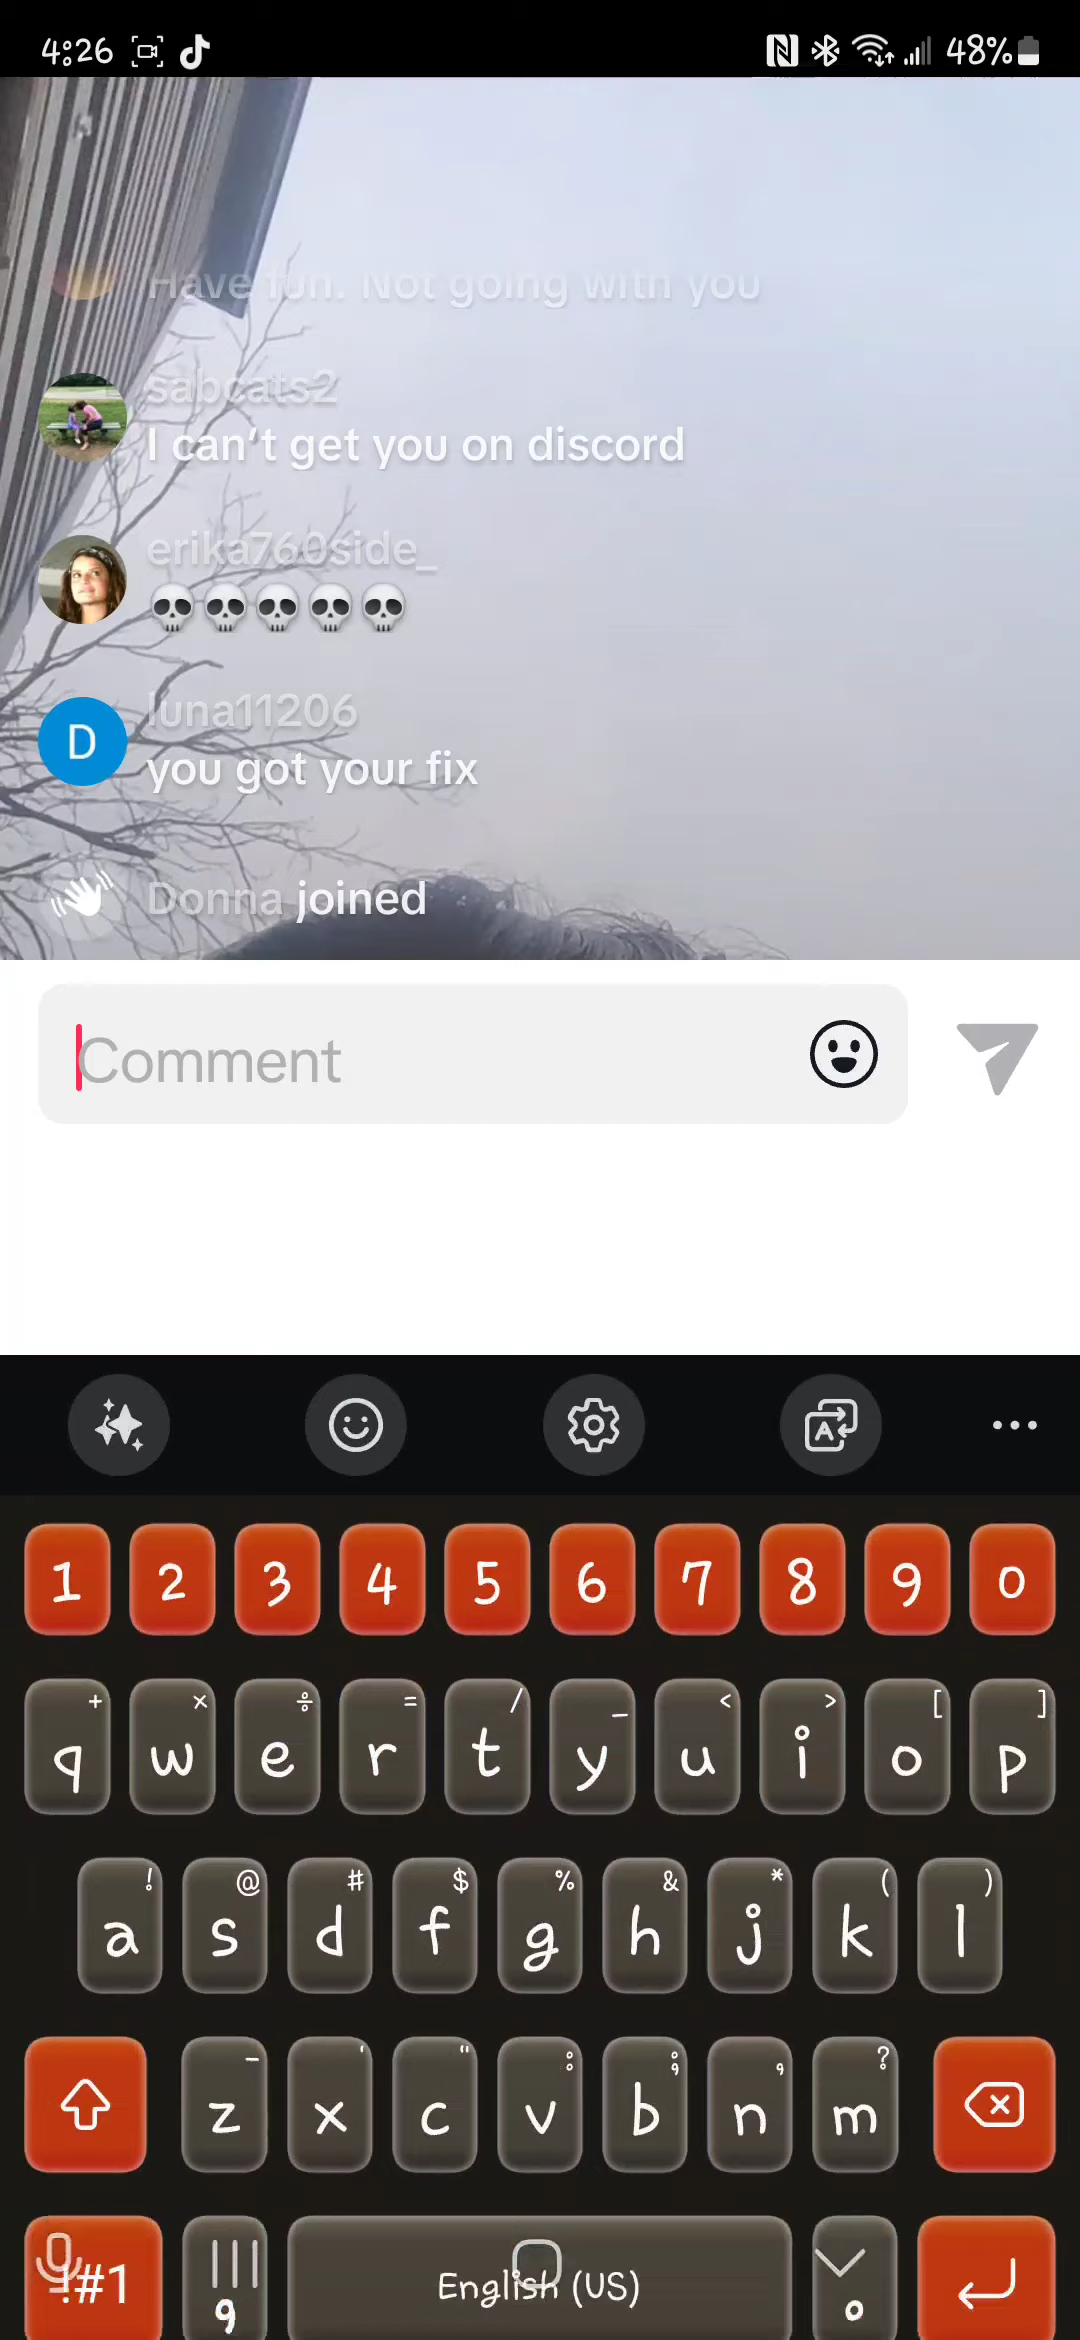 4:26
48%
Have fun. Not going with you
sabcats2
I can't get you on discord
erika760side_
💀💀💀💀💀
D
luna11206
you got your fix
Donna joined
Comment
A
1 2 3 4 5 6 7 8 9 0
+ × ÷ = / _ < > [ ]
q w e r t y u i o p
! @ # $ % & * ( )
a s d f g h j k l
- ' " : ; , ?
z x c v b n m
!#1 , English (US) .